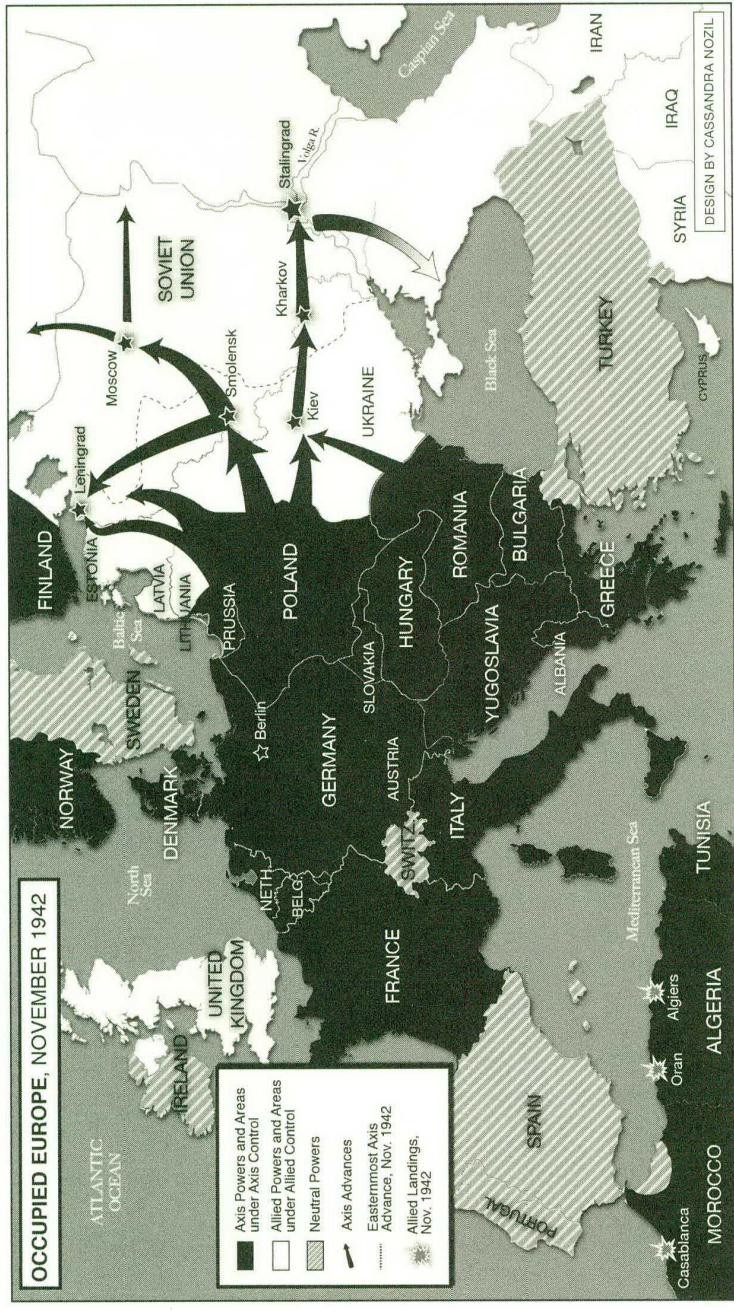 OCCUPIED EUROPE, NOVEMBER 1942
ATLANTIC
OCEAN
IRELAND
UNITED
KINGDOM
North
Sea
NORWAY
SWEDEN
DENMARK
Baltic
Sea
FINLAND
ESTONIA
LATVIA
LITHUANIA
PRUSSIA
Leningrad
Moscow
SOVIET
UNION
Smolensk
Kiev
Kharkov
Stalingrad
Volga R.
Caspian Sea
UKRAINE
POLAND
Berlin
GERMANY
NETH.
BELG.
FRANCE
SWITZ.
AUSTRIA
SLOVAKIA
HUNGARY
ROMANIA
Black Sea
BULGARIA
YUGOSLAVIA
ITALY
ALBANIA
GREECE
TURKEY
CYPRUS
SYRIA
IRAQ
IRAN
Mediterranean Sea
SPAIN
PORTUGAL
Casablanca
MOROCCO
Oran
Algiers
ALGERIA
TUNISIA
Axis Powers and Areas
under Axis Control
Allied Powers and Areas
under Allied Control
Neutral Powers
Axis Advances
Easternmost Axis
Advance, Nov. 1942
Allied Landings,
Nov. 1942
DESIGN BY CASSANDRA NOZIL